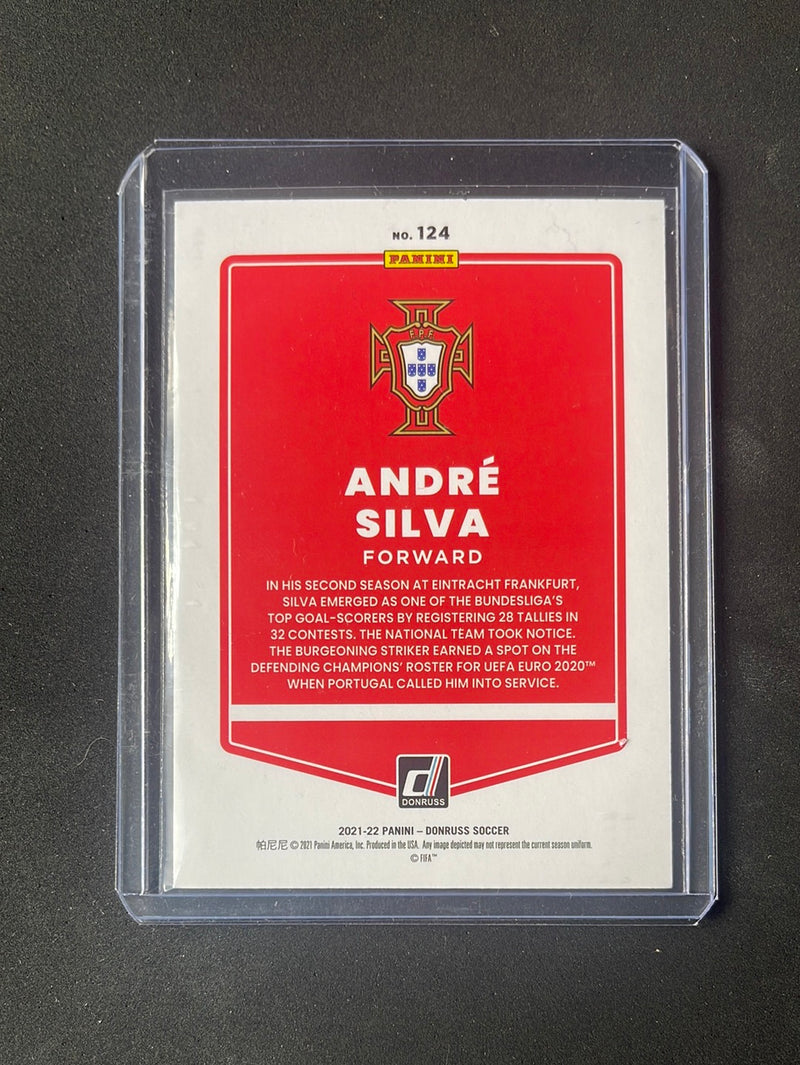 NO. 124
PANINI
F.P.F
ANDRÉ
SILVA
FORWARD
IN HIS SECOND SEASON AT EINTRACHT FRANKFURT,
SILVA EMERGED AS ONE OF THE BUNDESLIGA'S
TOP GOAL-SCORERS BY REGISTERING 28 TALLIES IN
32 CONTESTS. THE NATIONAL TEAM TOOK NOTICE.
THE BURGEONING STRIKER EARNED A SPOT ON THE
DEFENDING CHAMPIONS' ROSTER FOR UEFA EURO 2020™
WHEN PORTUGAL CALLED HIM INTO SERVICE.
d
DONRUSS
2021-22 PANINI – DONRUSS SOCCER
帕尼尼 © 2021 Panini America, Inc. Produced in the USA. Any image depicted may not represent the current season uniform.
© FIFA™